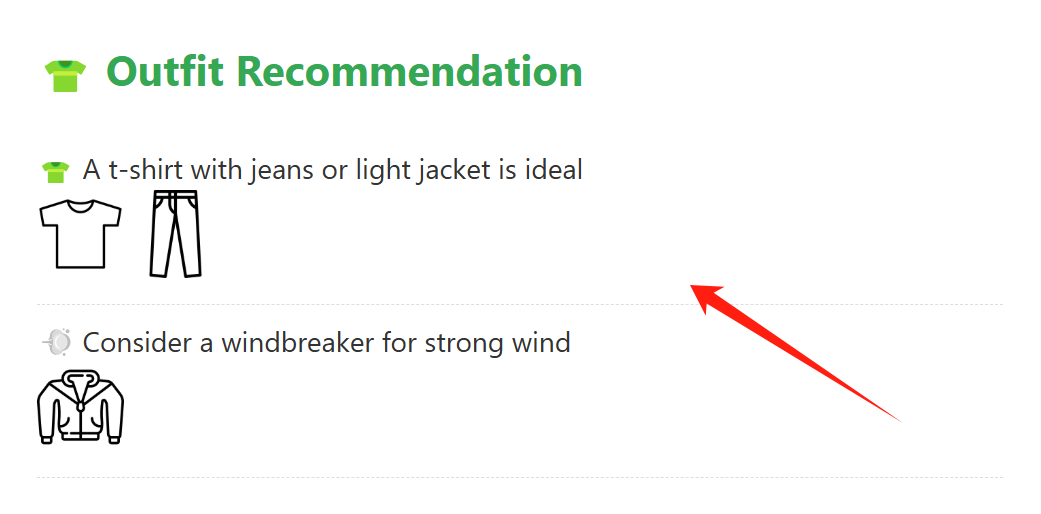 Outfit Recommendation
A t-shirt with jeans or light jacket is ideal
Consider a windbreaker for strong wind